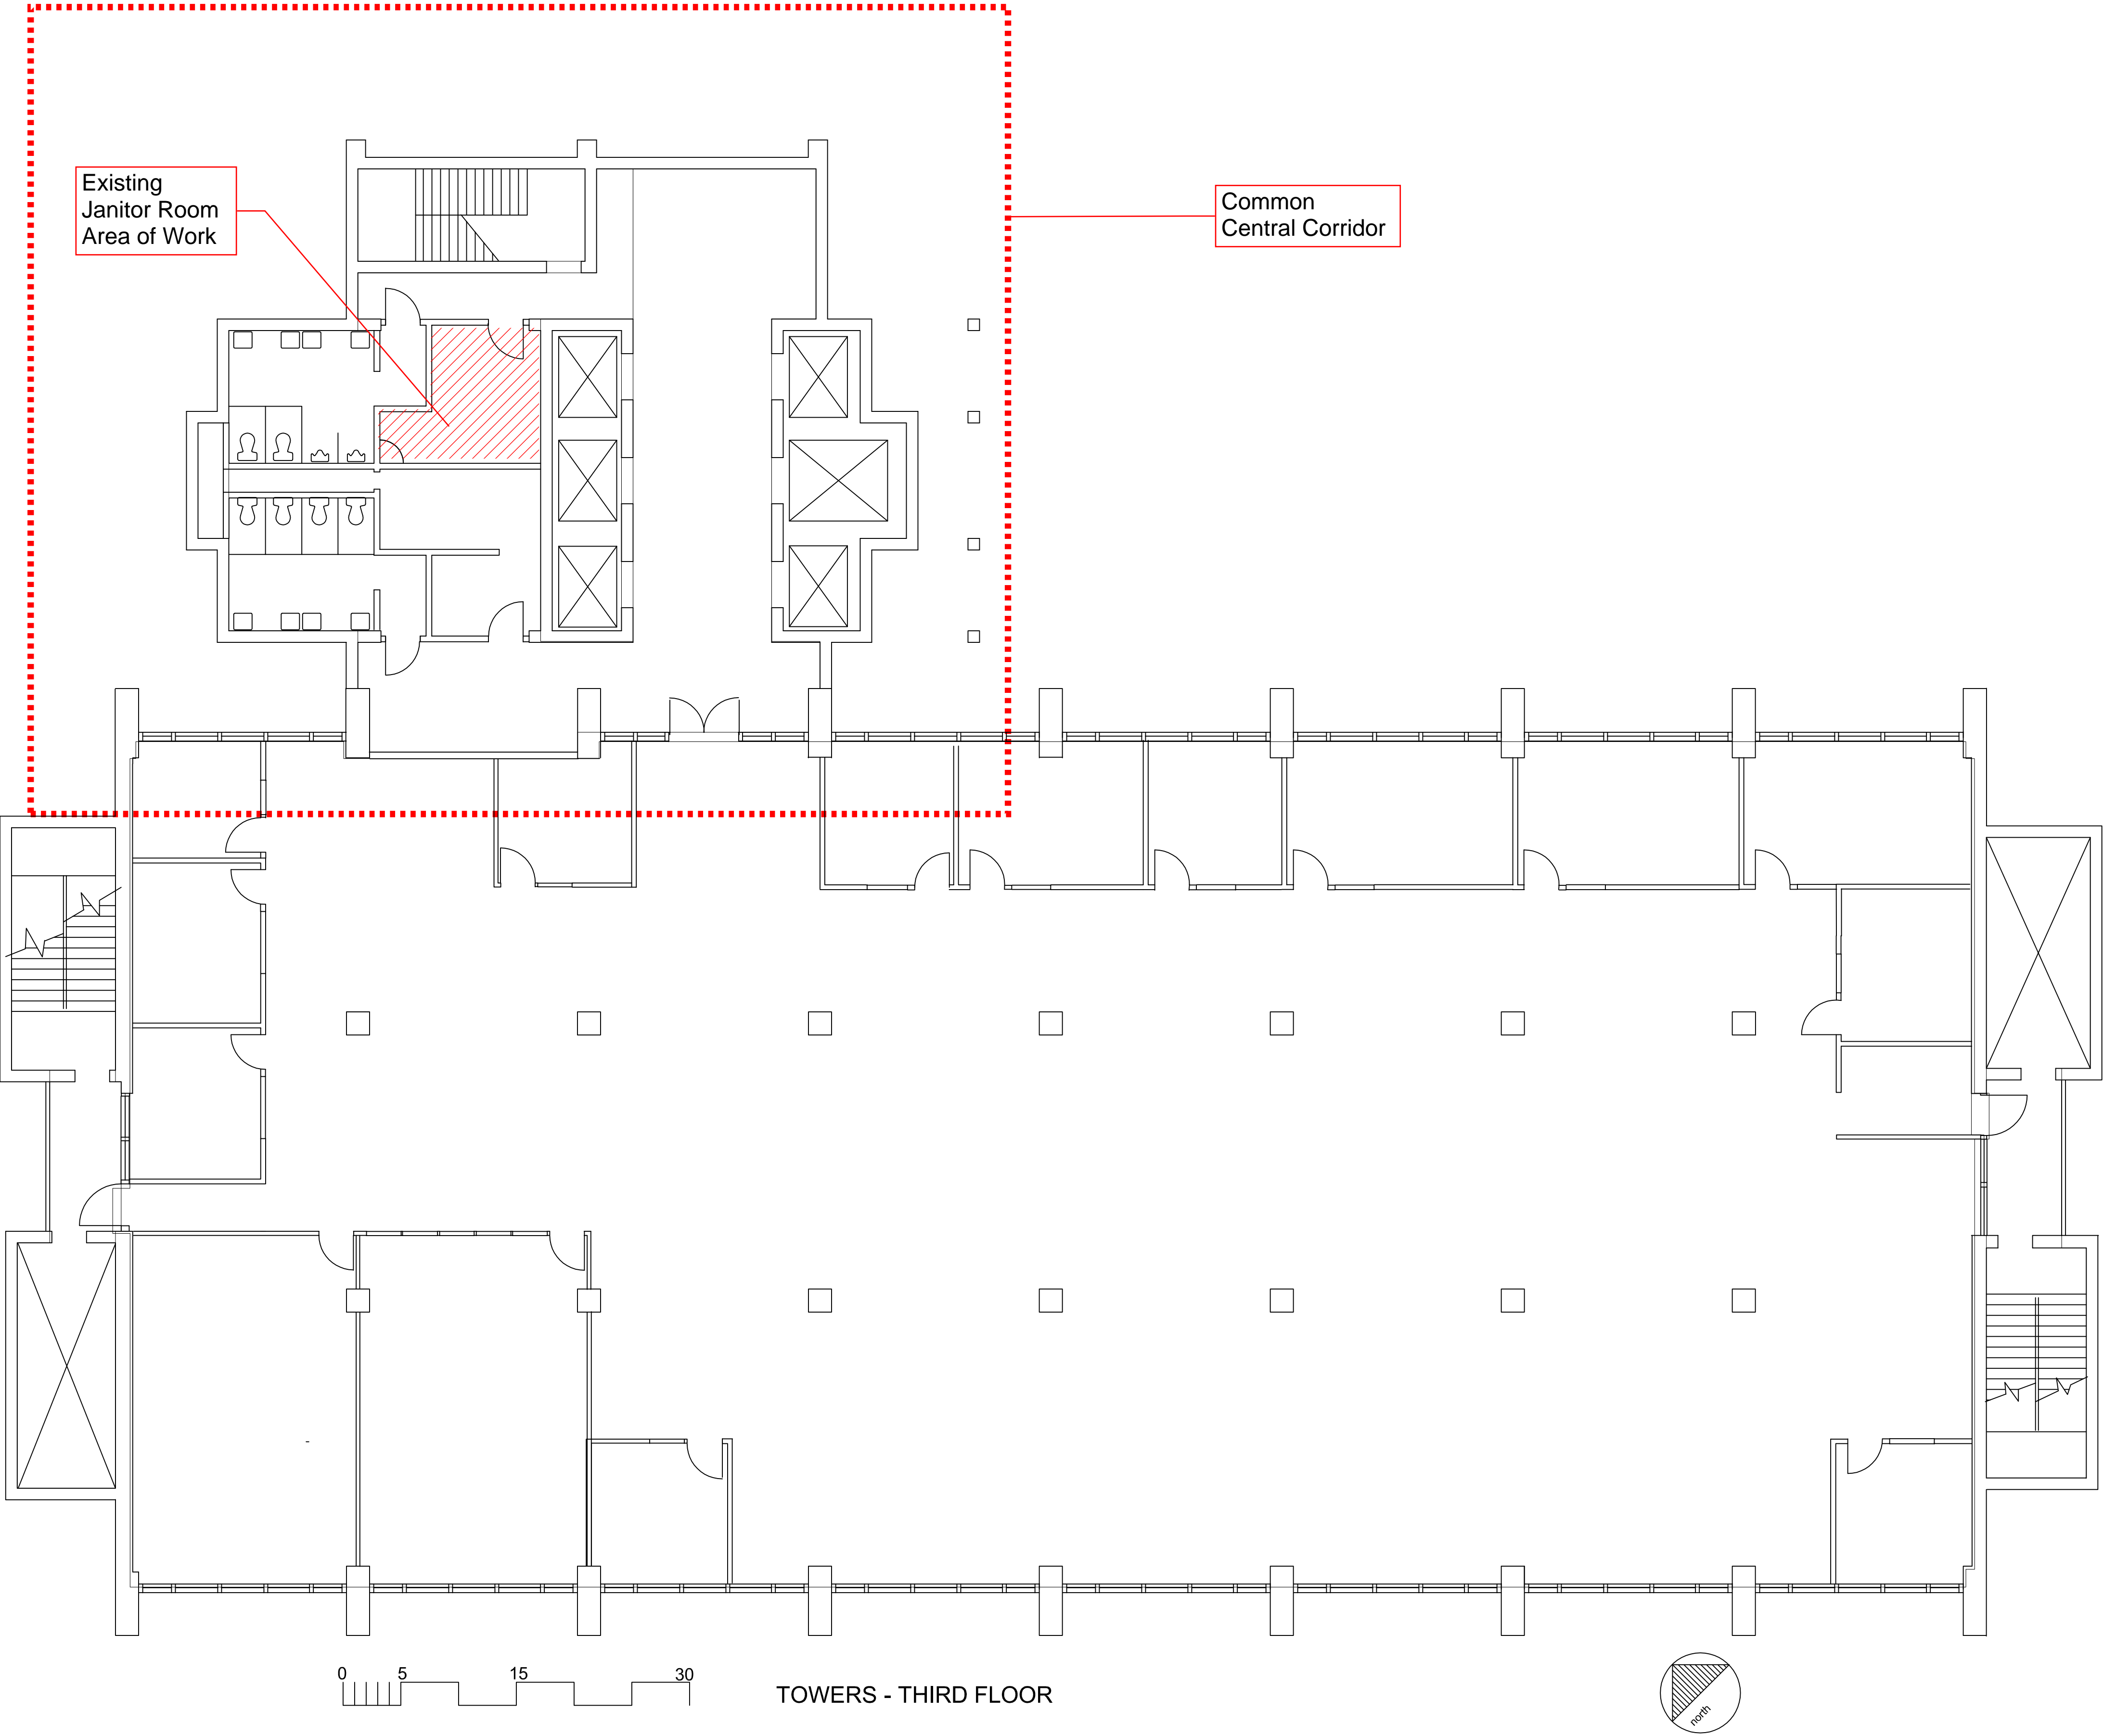 Existing
Janitor Room
Area of Work
Common
Central Corridor
0 5 15 30
TOWERS - THIRD FLOOR
north